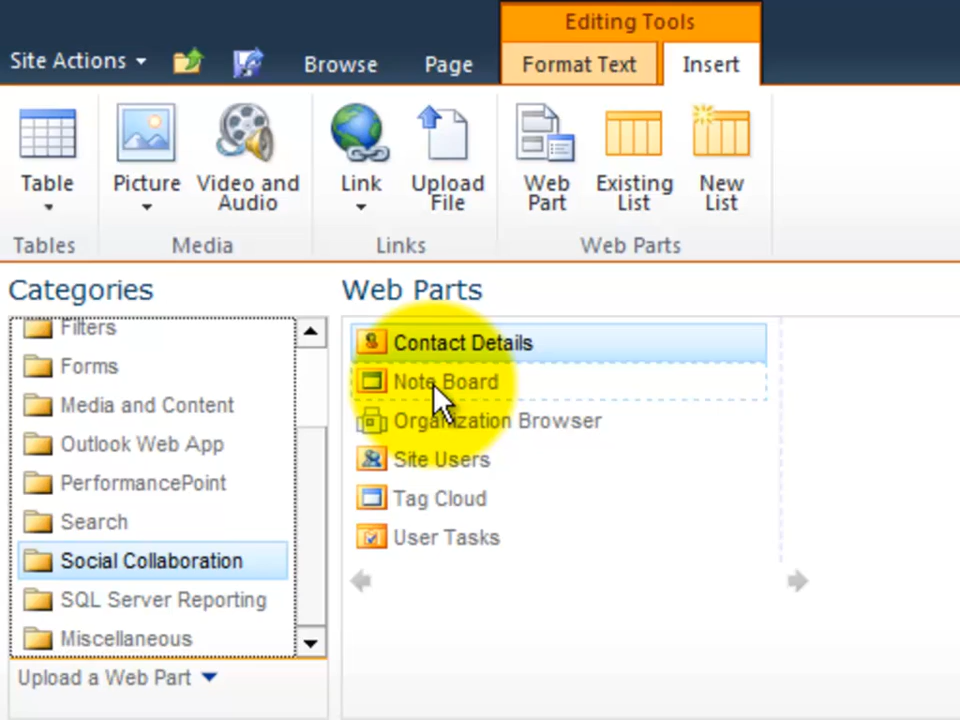 Editing Tools
Site Actions
Browse
Page
Format Text
Insert
Table
Picture
Video and
Audio
Link
Upload
File
Web
Part
Existing
List
New
List
Tables
Media
Links
Web Parts
Categories
Web Parts
Filters
Forms
Media and Content
Outlook Web App
PerformancePoint
Search
Social Collaboration
SQL Server Reporting
Miscellaneous
Upload a Web Part
Contact Details
Note Board
Organization Browser
Site Users
Tag Cloud
User Tasks